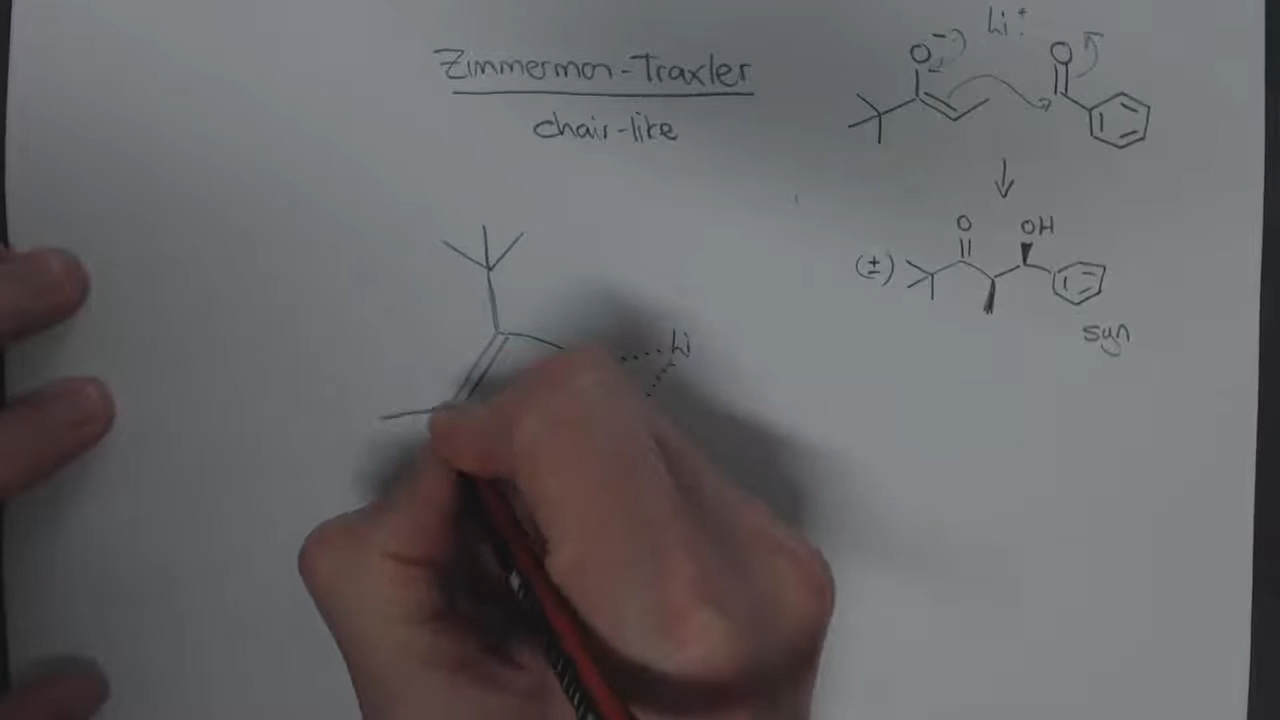 Zimmerman-Traxler
chair-like
O⁻ Li⁺ O
O OH
(±)
syn
Li